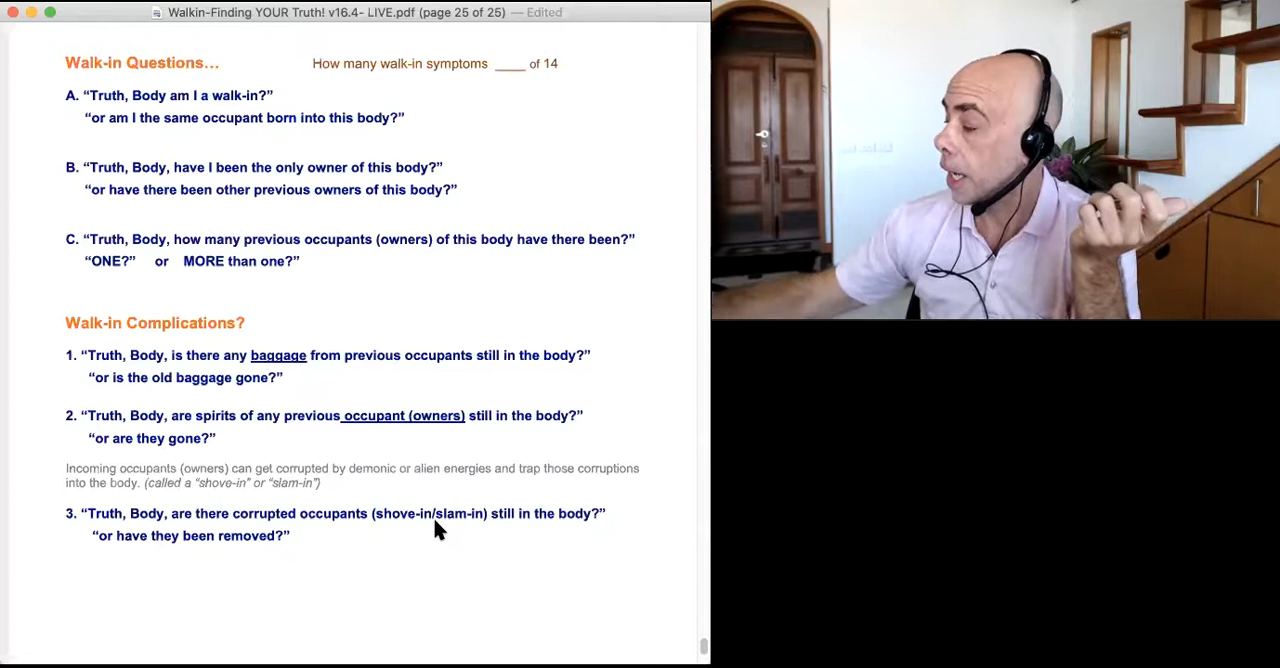 Walkin-Finding YOUR Truth! v16.4- LIVE.pdf (page 25 of 25) — Edited
Walk-in Questions… How many walk-in symptoms ____ of 14
A. “Truth, Body am I a walk-in?”
“or am I the same occupant born into this body?”
B. “Truth, Body, have I been the only owner of this body?”
“or have there been other previous owners of this body?”
C. “Truth, Body, how many previous occupants (owners) of this body have there been?”
“ONE?” or MORE than one?”
Walk-in Complications?
1. “Truth, Body, is there any baggage from previous occupants still in the body?”
“or is the old baggage gone?”
2. “Truth, Body, are spirits of any previous occupant (owners) still in the body?”
“or are they gone?”
Incoming occupants (owners) can get corrupted by demonic or alien energies and trap those corruptions
into the body. (called a “shove-in” or “slam-in”)
3. “Truth, Body, are there corrupted occupants (shove-in/slam-in) still in the body?”
“or have they been removed?”